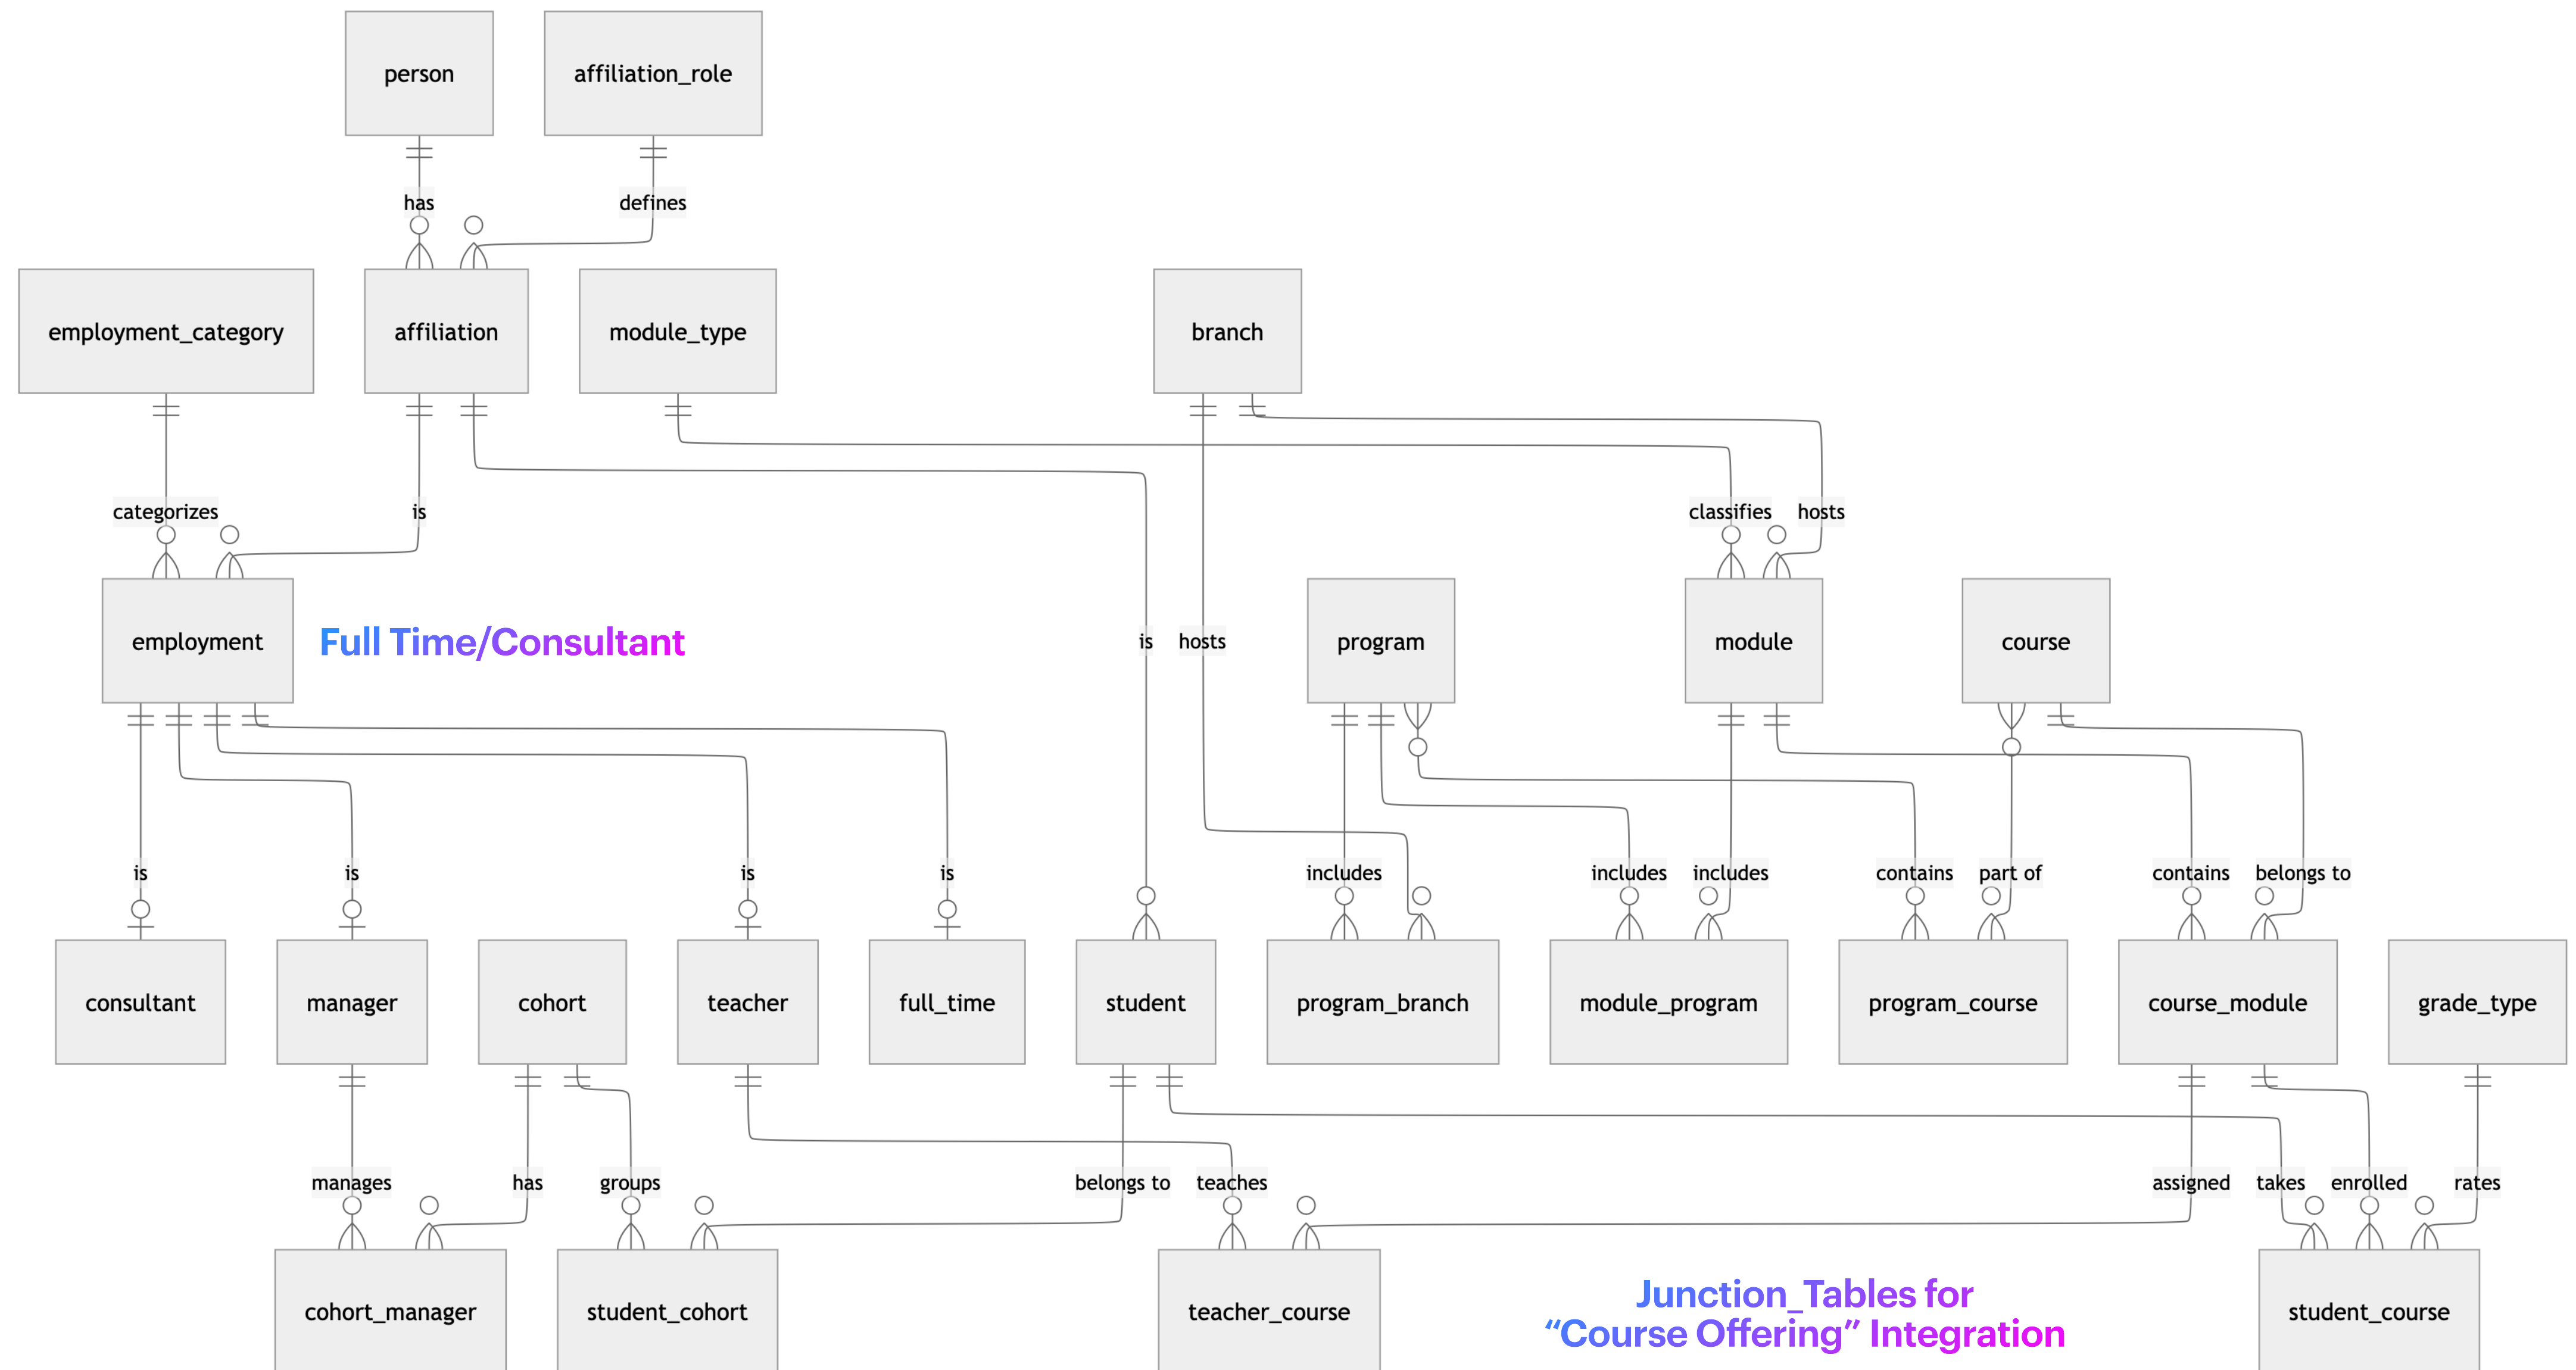 person
affiliation_role
has
defines
employment_category
affiliation
module_type
branch
categorizes
is
classifies
hosts
employment
Full Time/Consultant
is
hosts
program
module
course
is
is
is
is
includes
includes
includes
contains
part of
contains
belongs to
consultant
manager
cohort
teacher
full_time
student
program_branch
module_program
program_course
course_module
grade_type
manages
has
groups
belongs to
teaches
assigned
takes
enrolled
rates
cohort_manager
student_cohort
teacher_course
Junction_Tables for
“Course Offering” Integration
student_course